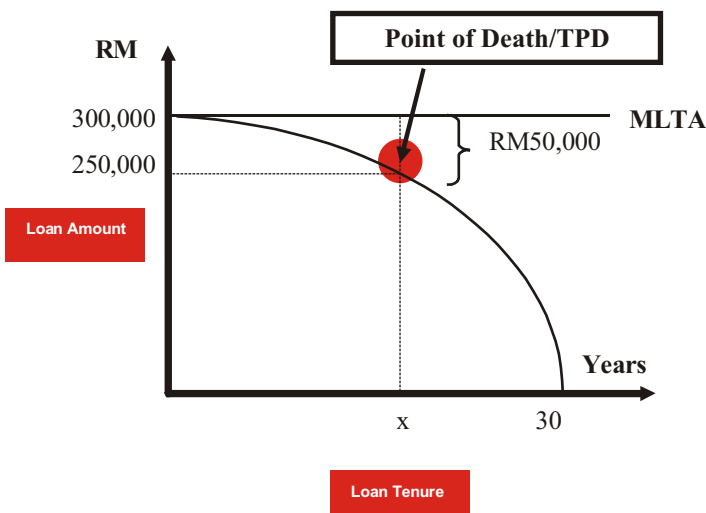 Point of Death/TPD
RM
300,000
MLTA
RM50,000
250,000
Loan Amount
Years
x
30
Loan Tenure